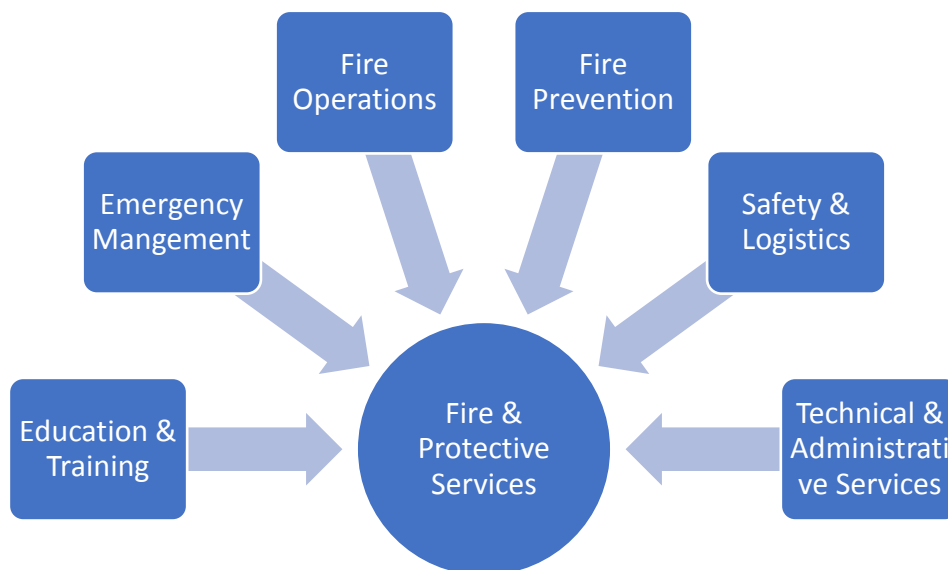 Fire
Operations
Fire
Prevention
Emergency
Mangement
Safety &
Logistics
Education &
Training
Fire &
Protective
Services
Technical &
Administrati
ve Services